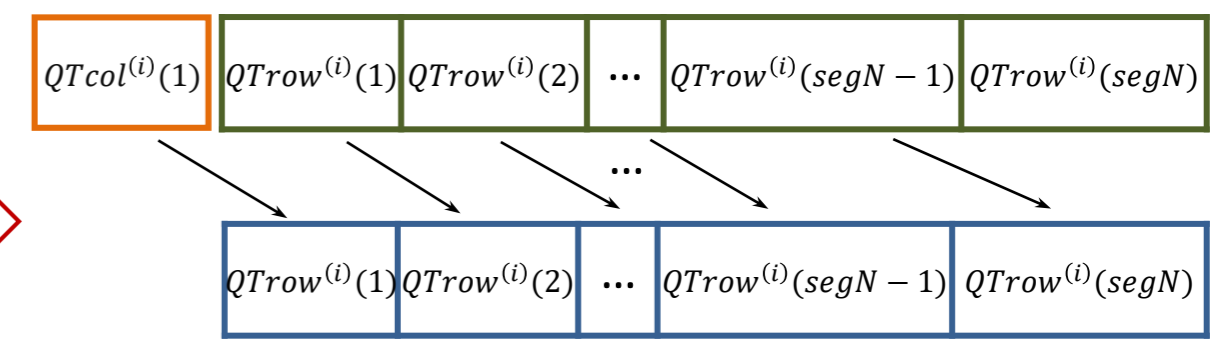 QTcol^(i)(1) QTrow^(i)(1) QTrow^(i)(2) ... QTrow^(i)(segN − 1) QTrow^(i)(segN)
...
QTrow^(i)(1) QTrow^(i)(2) ... QTrow^(i)(segN − 1) QTrow^(i)(segN)